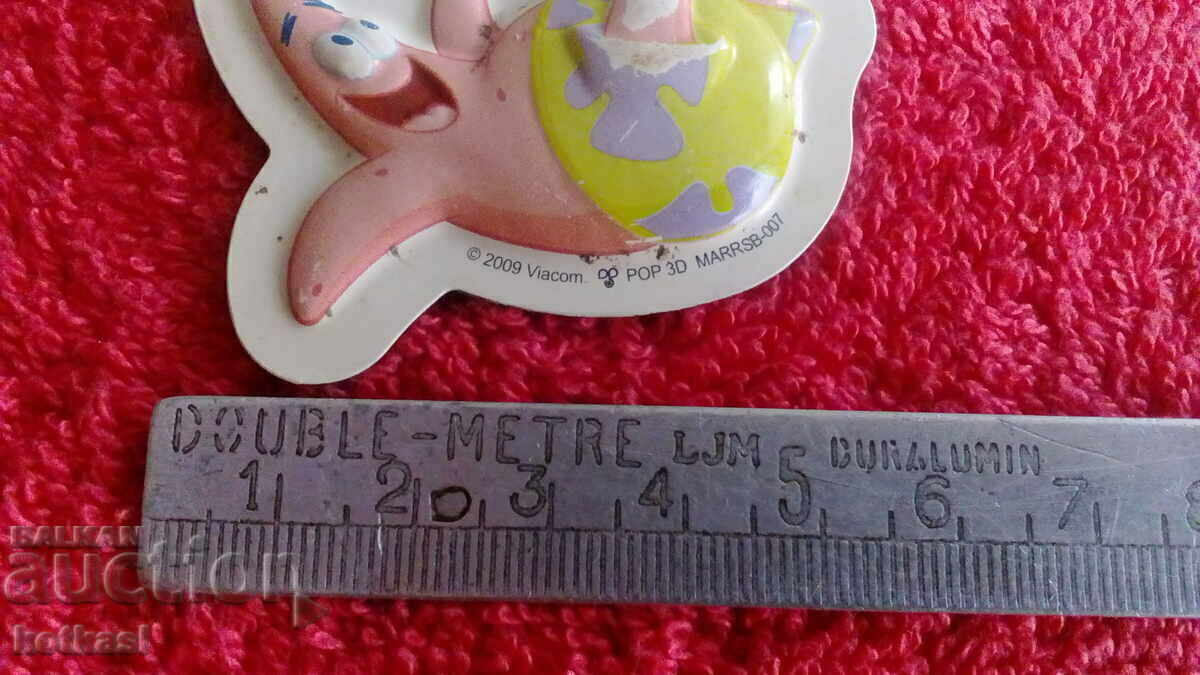 © 2009 Viacom. POP 3D MARRSB-007
DOUBLE-METRE LJM DURALUMIN
1 2 3 4 5 6 7 8
BALKAN
auction
kotkasl